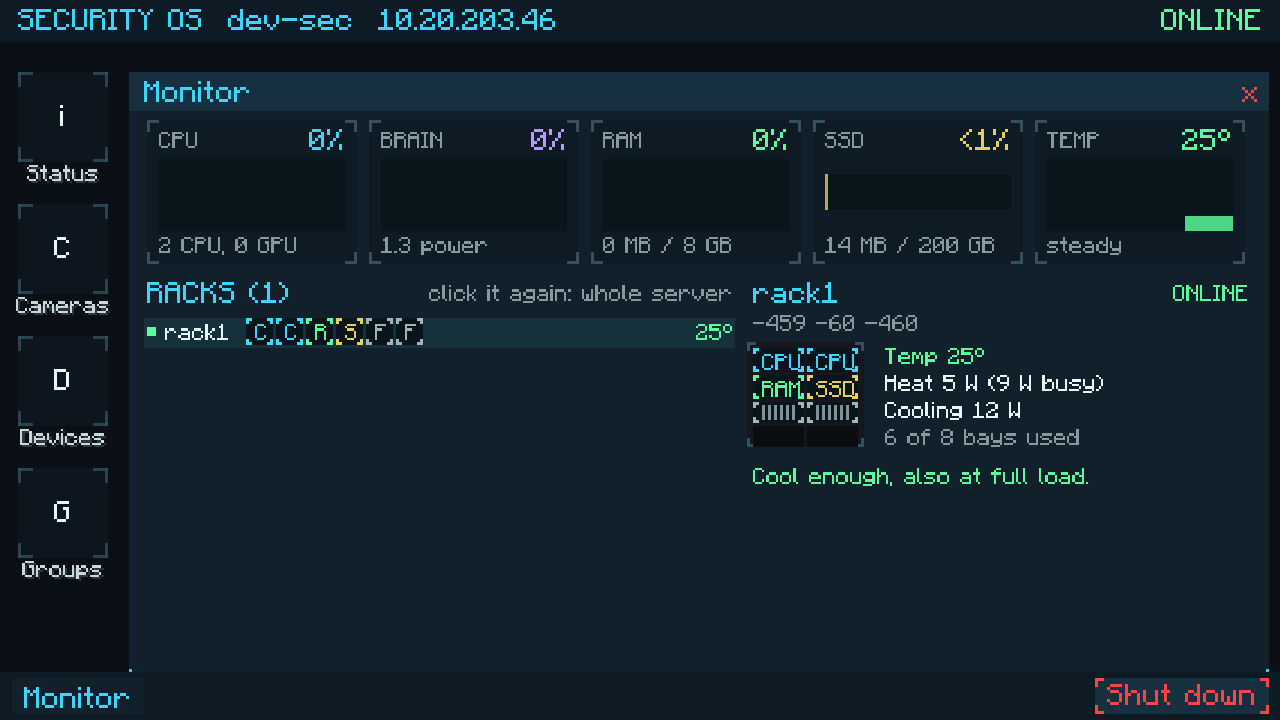 SECURITY OS dev-sec 10.20.203.46 ONLINE
i
Status
C
Cameras
D
Devices
G
Groups
Monitor x
CPU 0%
2 CPU, 0 GPU
BRAIN 0%
1.3 power
RAM 0%
0 MB / 8 GB
SSD <1%
14 MB / 200 GB
TEMP 25°
steady
RACKS (1) click it again: whole server
rack1 C C R S F F 25°
rack1 ONLINE
-459 -60 -460
CPU CPU
RAM SSD
Temp 25°
Heat 5 W (9 W busy)
Cooling 12 W
6 of 8 bays used
Cool enough, also at full load.
Monitor Shut down